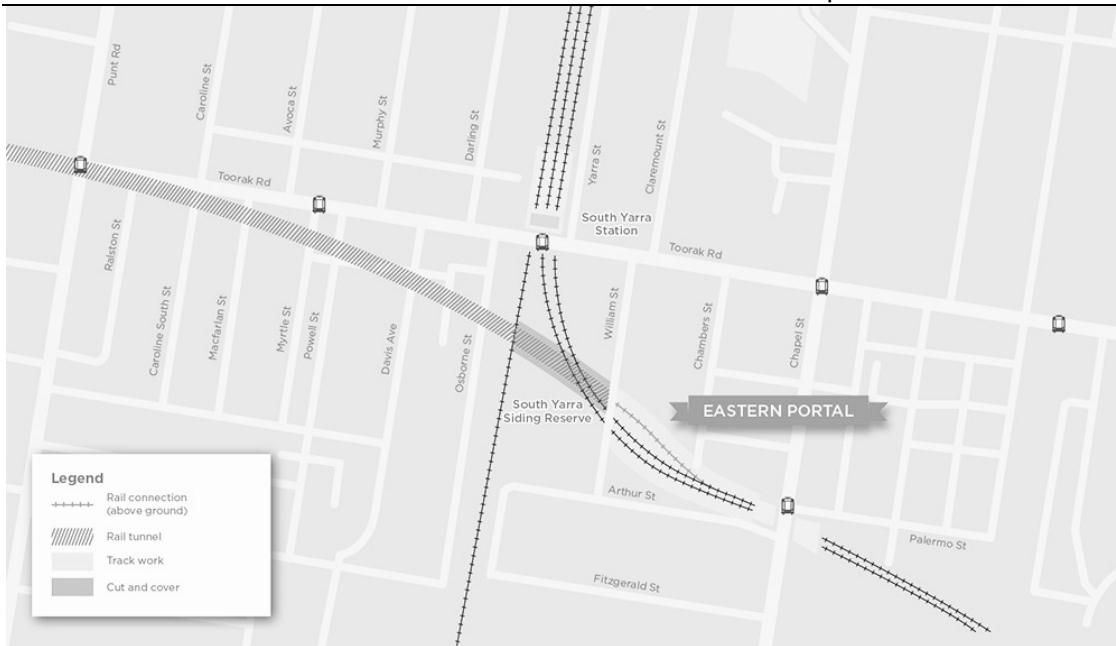 Punt Rd
Caroline St
Avoca St
Murphy St
Darling St
Yarra St
Claremount St
Toorak Rd
South Yarra
Station
Toorak Rd
Ralston St
Caroline South St
Macfarlan St
Myrtle St
Powell St
Davis Ave
Osborne St
William St
Chambers St
Chapel St
South Yarra
Siding Reserve
EASTERN PORTAL
Arthur St
Palermo St
Fitzgerald St
Legend
Rail connection
(above ground)
Rail tunnel
Track work
Cut and cover